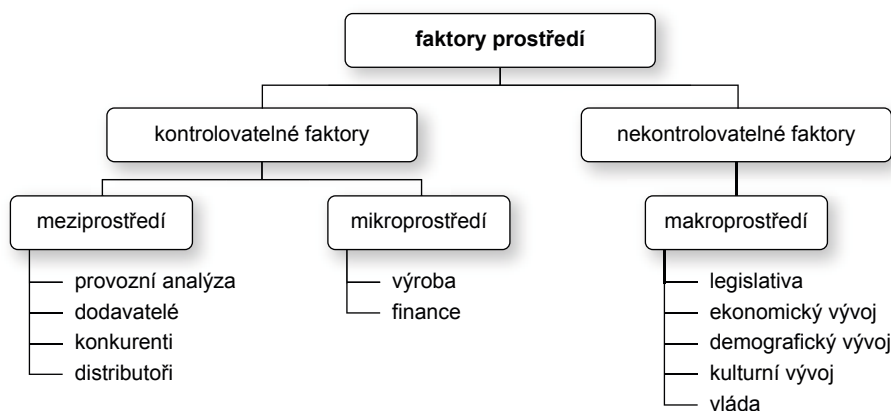 faktory prostředí
kontrolovatelné faktory
nekontrolovatelné faktory
meziprostředí
mikroprostředí
makroprostředí
provozní analýza
dodavatelé
konkurenti
distributoři
výroba
finance
legislativa
ekonomický vývoj
demografický vývoj
kulturní vývoj
vláda